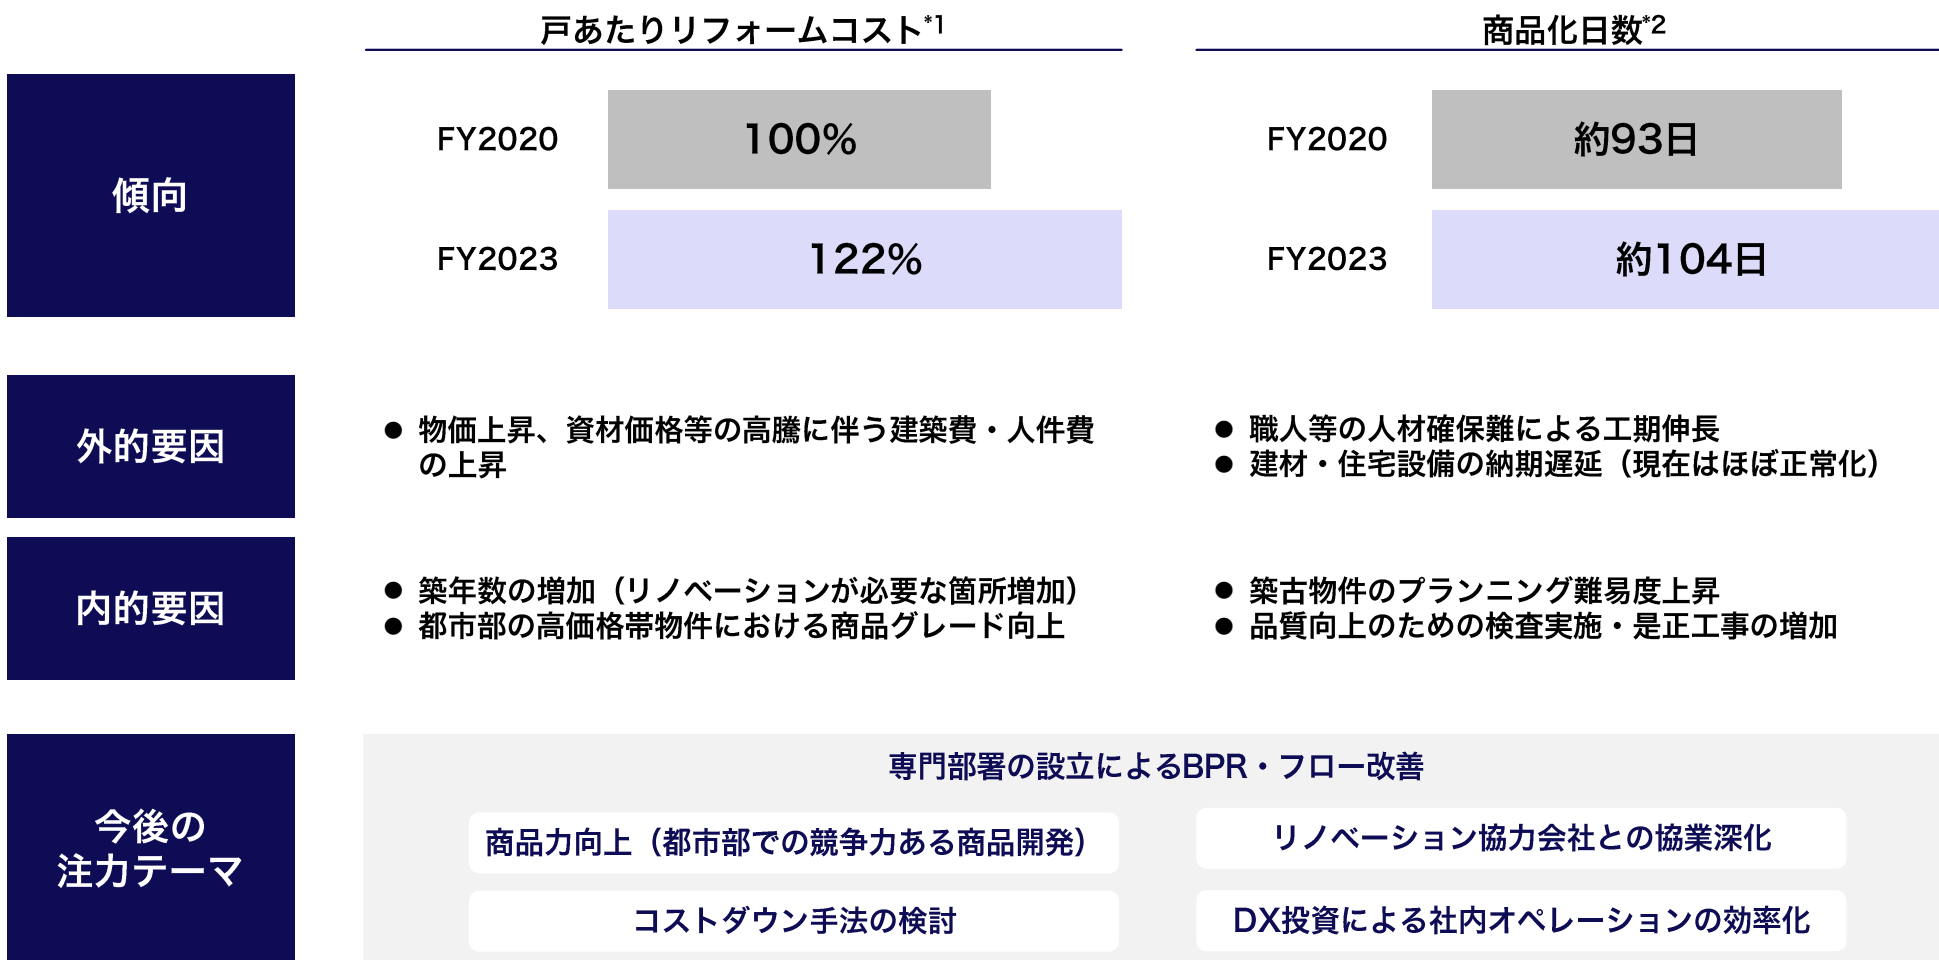 戸あたりリフォームコスト*1
商品化日数*2
傾向
FY2020
100%
FY2023
122%
FY2020
約93日
FY2023
約104日
外的要因
● 物価上昇、資材価格等の高騰に伴う建築費・人件費
の上昇
● 職人等の人材確保難による工期伸長
● 建材・住宅設備の納期遅延（現在はほぼ正常化）
内的要因
● 築年数の増加（リノベーションが必要な箇所増加）
● 都市部の高価格帯物件における商品グレード向上
● 築古物件のプランニング難易度上昇
● 品質向上のための検査実施・是正工事の増加
今後の
注力テーマ
専門部署の設立によるBPR・フロー改善
商品力向上（都市部での競争力ある商品開発）
リノベーション協力会社との協業深化
コストダウン手法の検討
DX投資による社内オペレーションの効率化